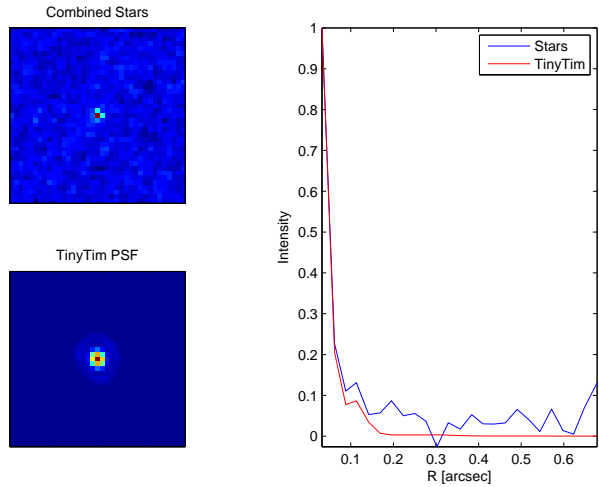 Combined Stars
TinyTim PSF
Stars
TinyTim
Intensity
1
0.9
0.8
0.7
0.6
0.5
0.4
0.3
0.2
0.1
0
0.1 0.2 0.3 0.4 0.5 0.6
R [arcsec]